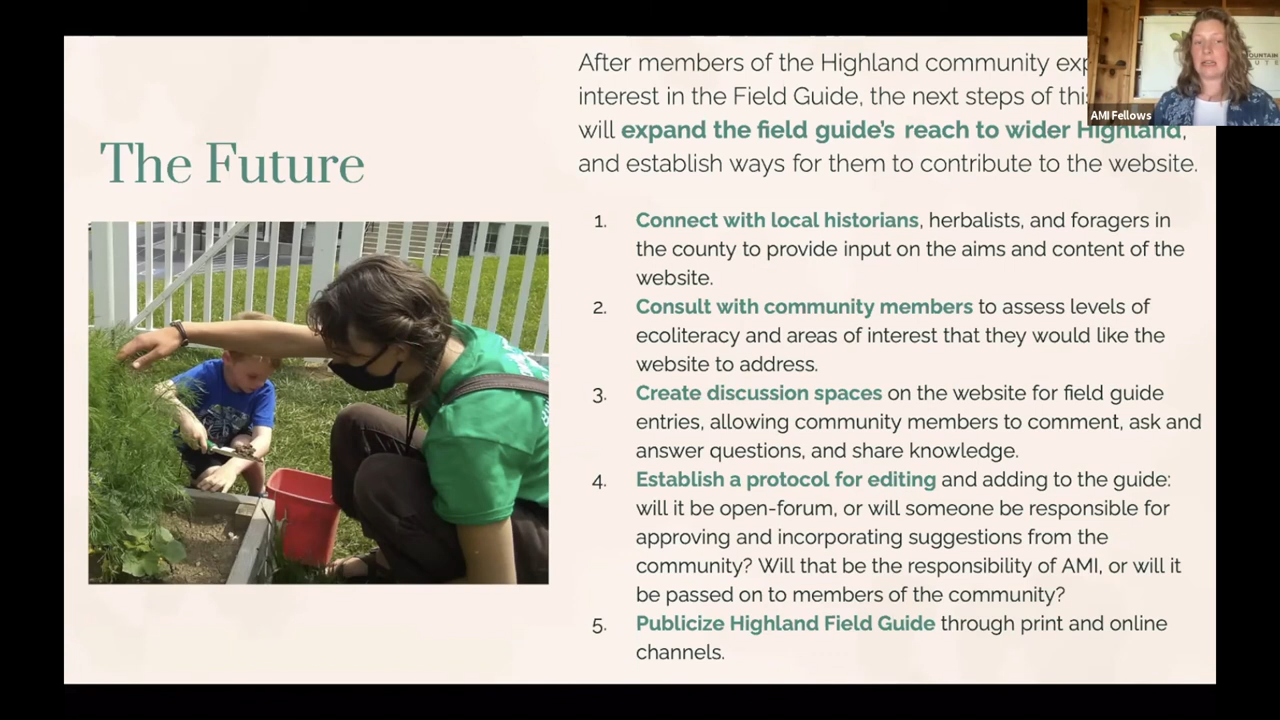 After members of the Highland community
interest in the Field Guide, the next steps of
will expand the field guide's reach to wider Highland,
and establish ways for them to contribute to the website.
AMI Fellows
The Future
1. Connect with local historians, herbalists, and foragers in
the county to provide input on the aims and content of the
website.
2. Consult with community members to assess levels of
ecoliteracy and areas of interest that they would like the
website to address.
3. Create discussion spaces on the website for field guide
entries, allowing community members to comment, ask and
answer questions, and share knowledge.
4. Establish a protocol for editing and adding to the guide:
will it be open-forum, or will someone be responsible for
approving and incorporating suggestions from the
community? Will that be the responsibility of AMI, or will it
be passed on to members of the community?
5. Publicize Highland Field Guide through print and online
channels.